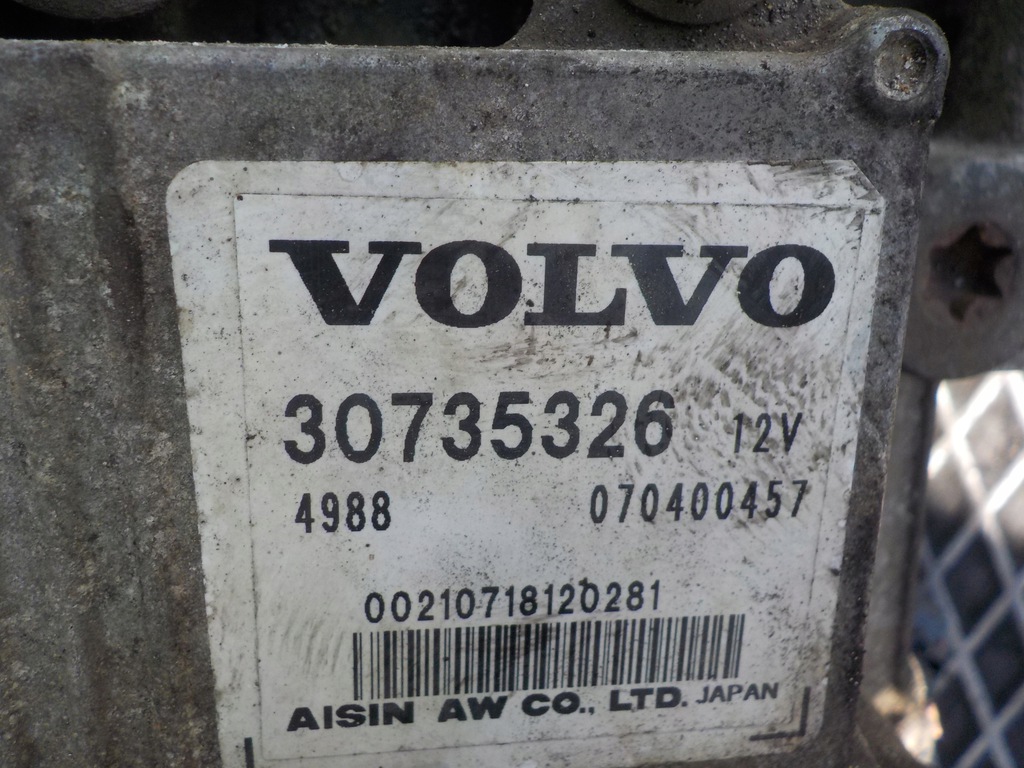 VOLVO
30735326 12V
4988 070400457
00210718120281
AISIN AW CO., LTD. JAPAN